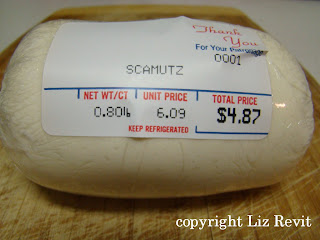 Thank
You
For Your Patronage
0001
SCAMUTZ
NET WT/CT UNIT PRICE TOTAL PRICE
0.80lb 6.09 $4.87
KEEP REFRIGERATED
copyright Liz Revit